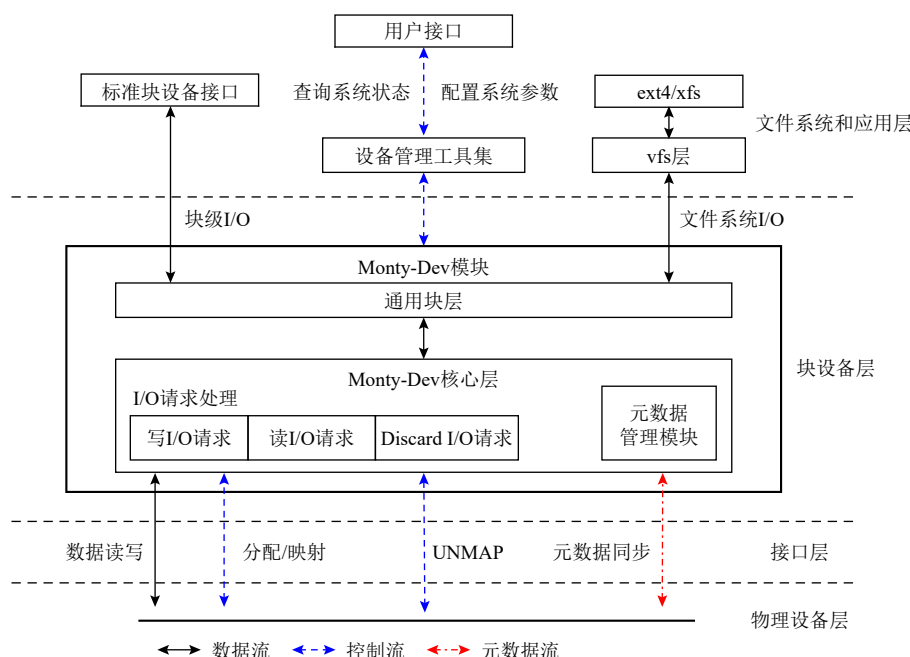 用户接口
标准块设备接口
查询系统状态
配置系统参数
ext4/xfs
文件系统和应用层
设备管理工具集
vfs层
块级I/O
文件系统I/O
Monty-Dev模块
通用块层
块设备层
Monty-Dev核心层
I/O请求处理
写I/O请求
读I/O请求
Discard I/O请求
元数据
管理模块
数据读写
分配/映射
UNMAP
元数据同步
接口层
物理设备层
数据流
控制流
元数据流